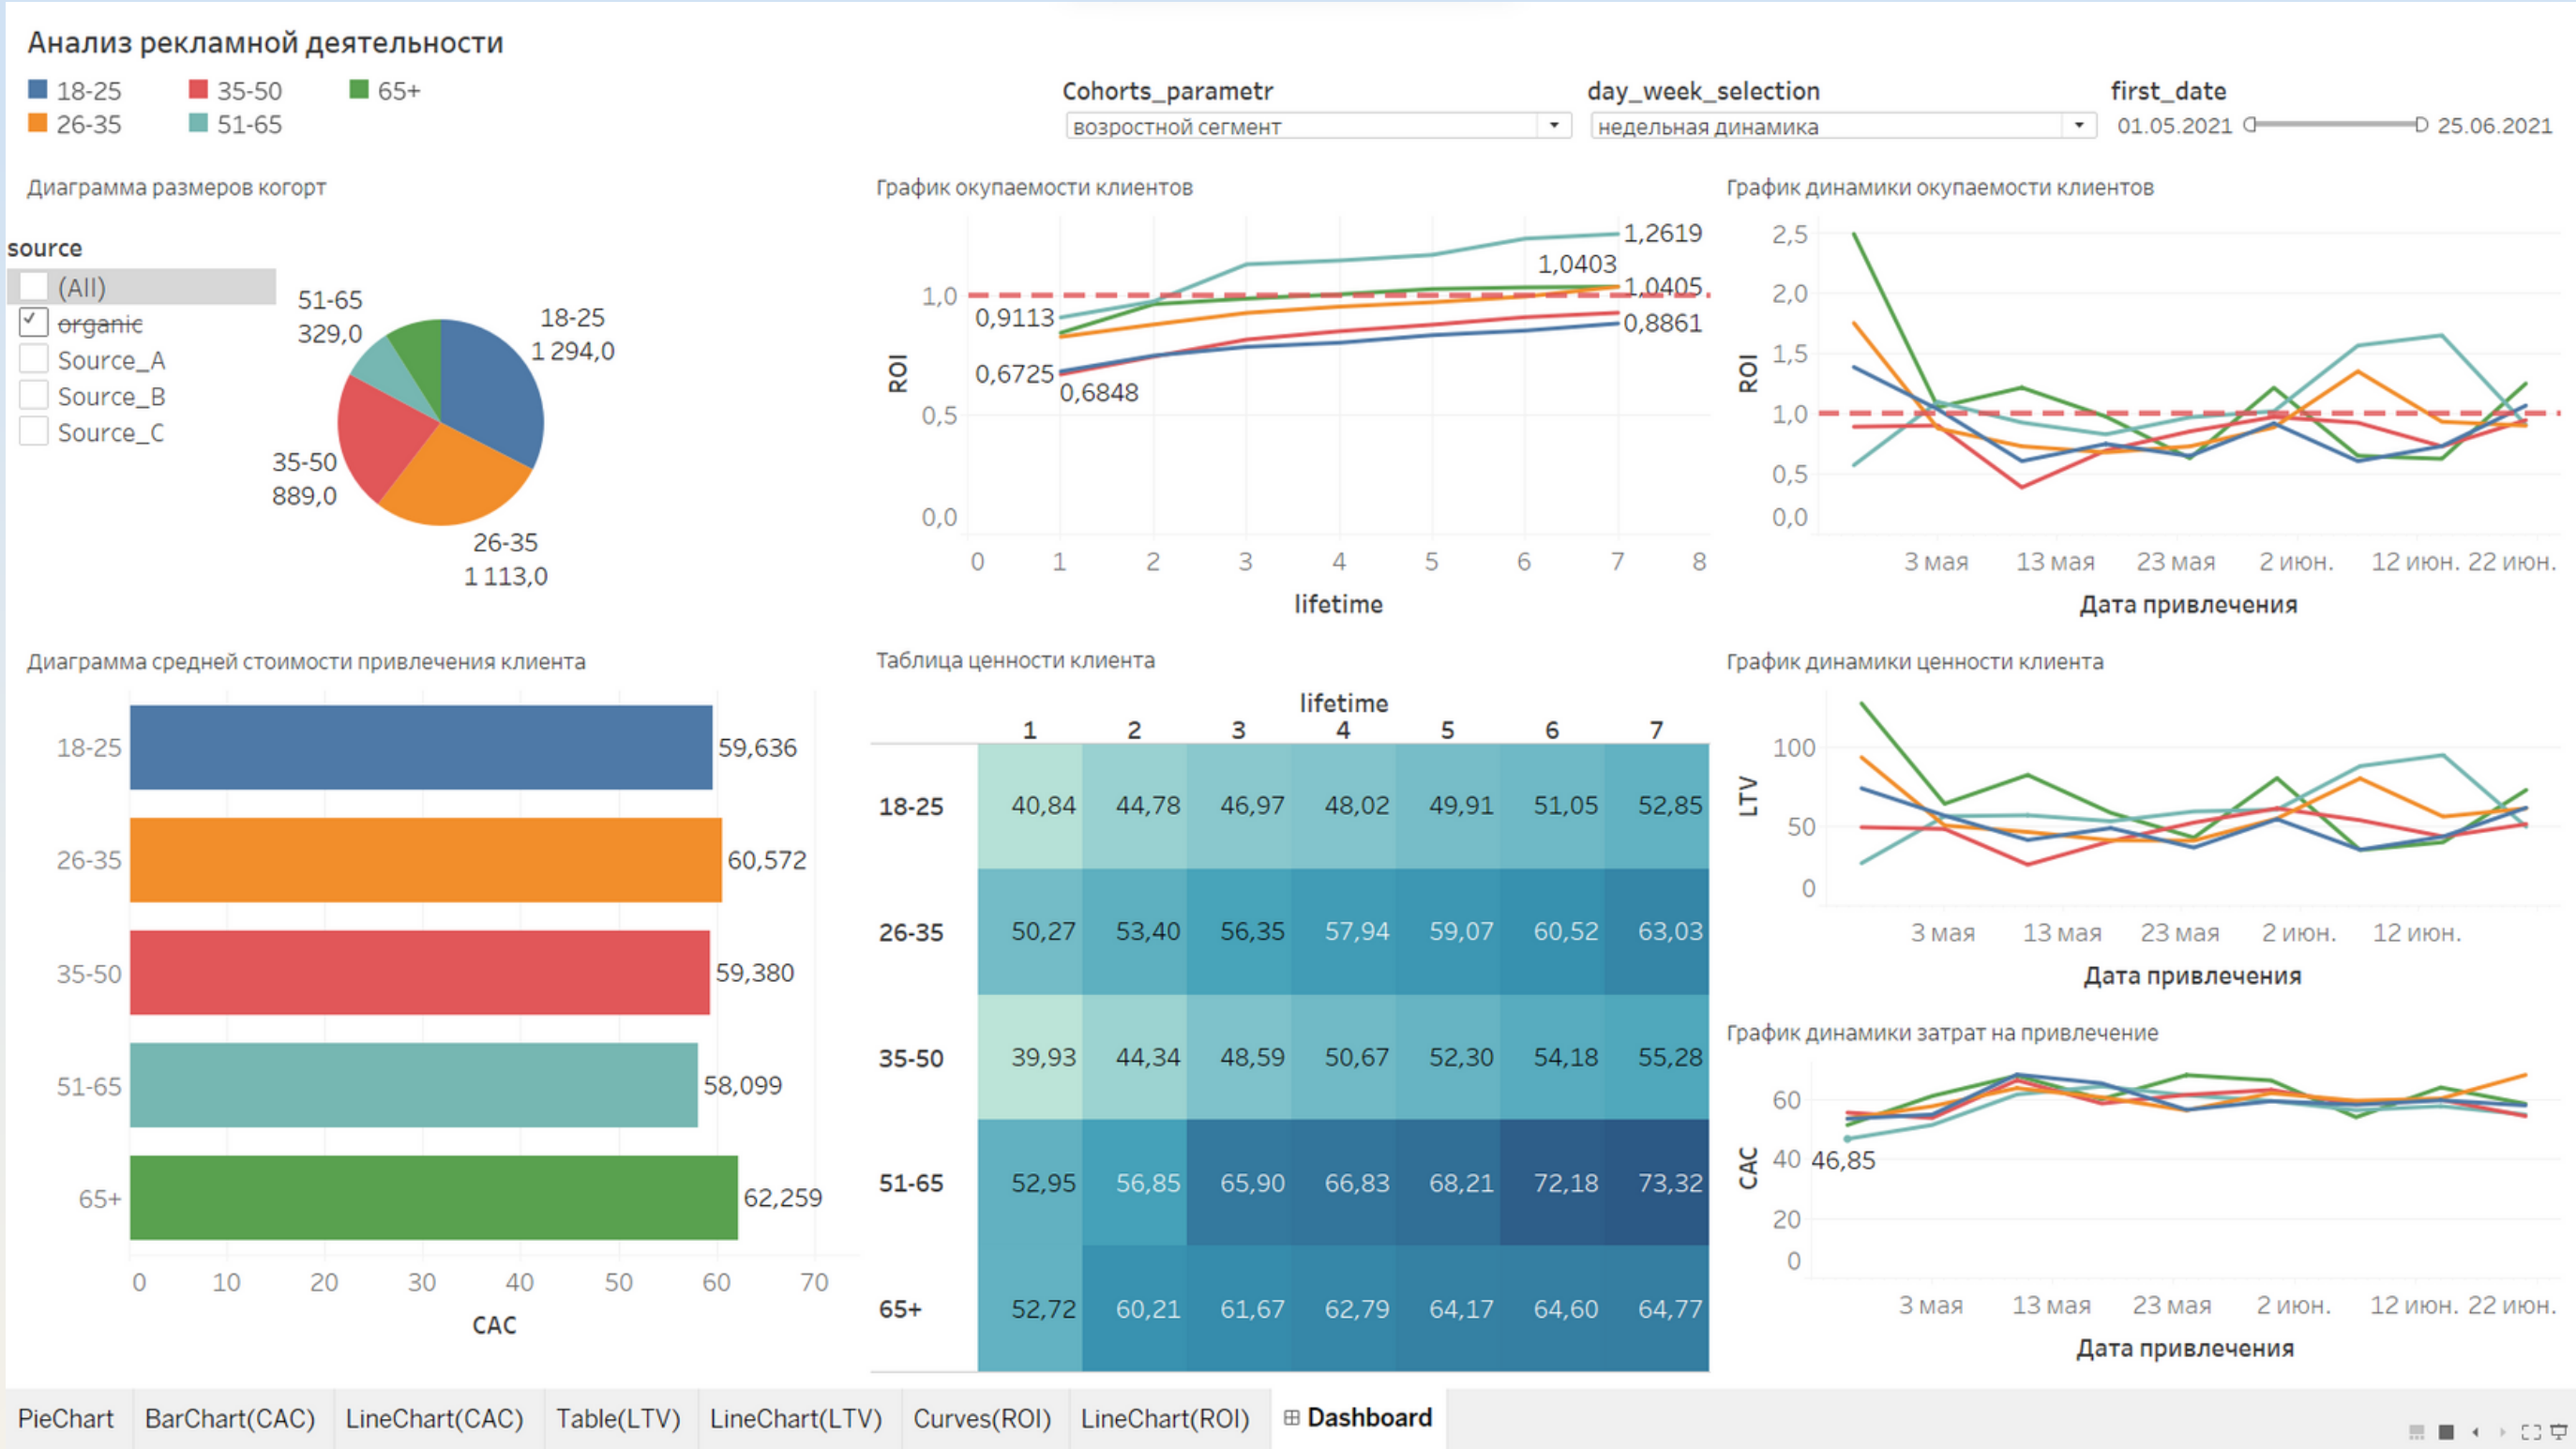 Анализ рекламной деятельности
18-25
35-50
65+
26-35
51-65
Cohorts_parametr
возростной сегмент
day_week_selection
недельная динамика
first_date
01.05.2021
25.06.2021
Диаграмма размеров когорт
source
(All)
organic
Source_A
Source_B
Source_C
51-65
329,0
18-25
1 294,0
35-50
889,0
26-35
1 113,0
График окупаемости клиентов
ROI
1,0
0,5
0,0
1,2619
1,0403
1,0405
0,9113
0,8861
0,6725
0,6848
0 1 2 3 4 5 6 7 8
lifetime
График динамики окупаемости клиентов
ROI
2,5
2,0
1,5
1,0
0,5
0,0
3 мая 13 мая 23 мая 2 июн. 12 июн. 22 июн.
Дата привлечения
Диаграмма средней стоимости привлечения клиента
18-25 59,636
26-35 60,572
35-50 59,380
51-65 58,099
65+ 62,259
0 10 20 30 40 50 60 70
CAC
Таблица ценности клиента
lifetime
1 2 3 4 5 6 7
18-25 40,84 44,78 46,97 48,02 49,91 51,05 52,85
26-35 50,27 53,40 56,35 57,94 59,07 60,52 63,03
35-50 39,93 44,34 48,59 50,67 52,30 54,18 55,28
51-65 52,95 56,85 65,90 66,83 68,21 72,18 73,32
65+ 52,72 60,21 61,67 62,79 64,17 64,60 64,77
График динамики ценности клиента
LTV
100
50
0
3 мая 13 мая 23 мая 2 июн. 12 июн.
Дата привлечения
График динамики затрат на привлечение
CAC
60
40
20
0
46,85
3 мая 13 мая 23 мая 2 июн. 12 июн. 22 июн.
Дата привлечения
PieChart BarChart(CAC) LineChart(CAC) Table(LTV) LineChart(LTV) Curves(ROI) LineChart(ROI) Dashboard